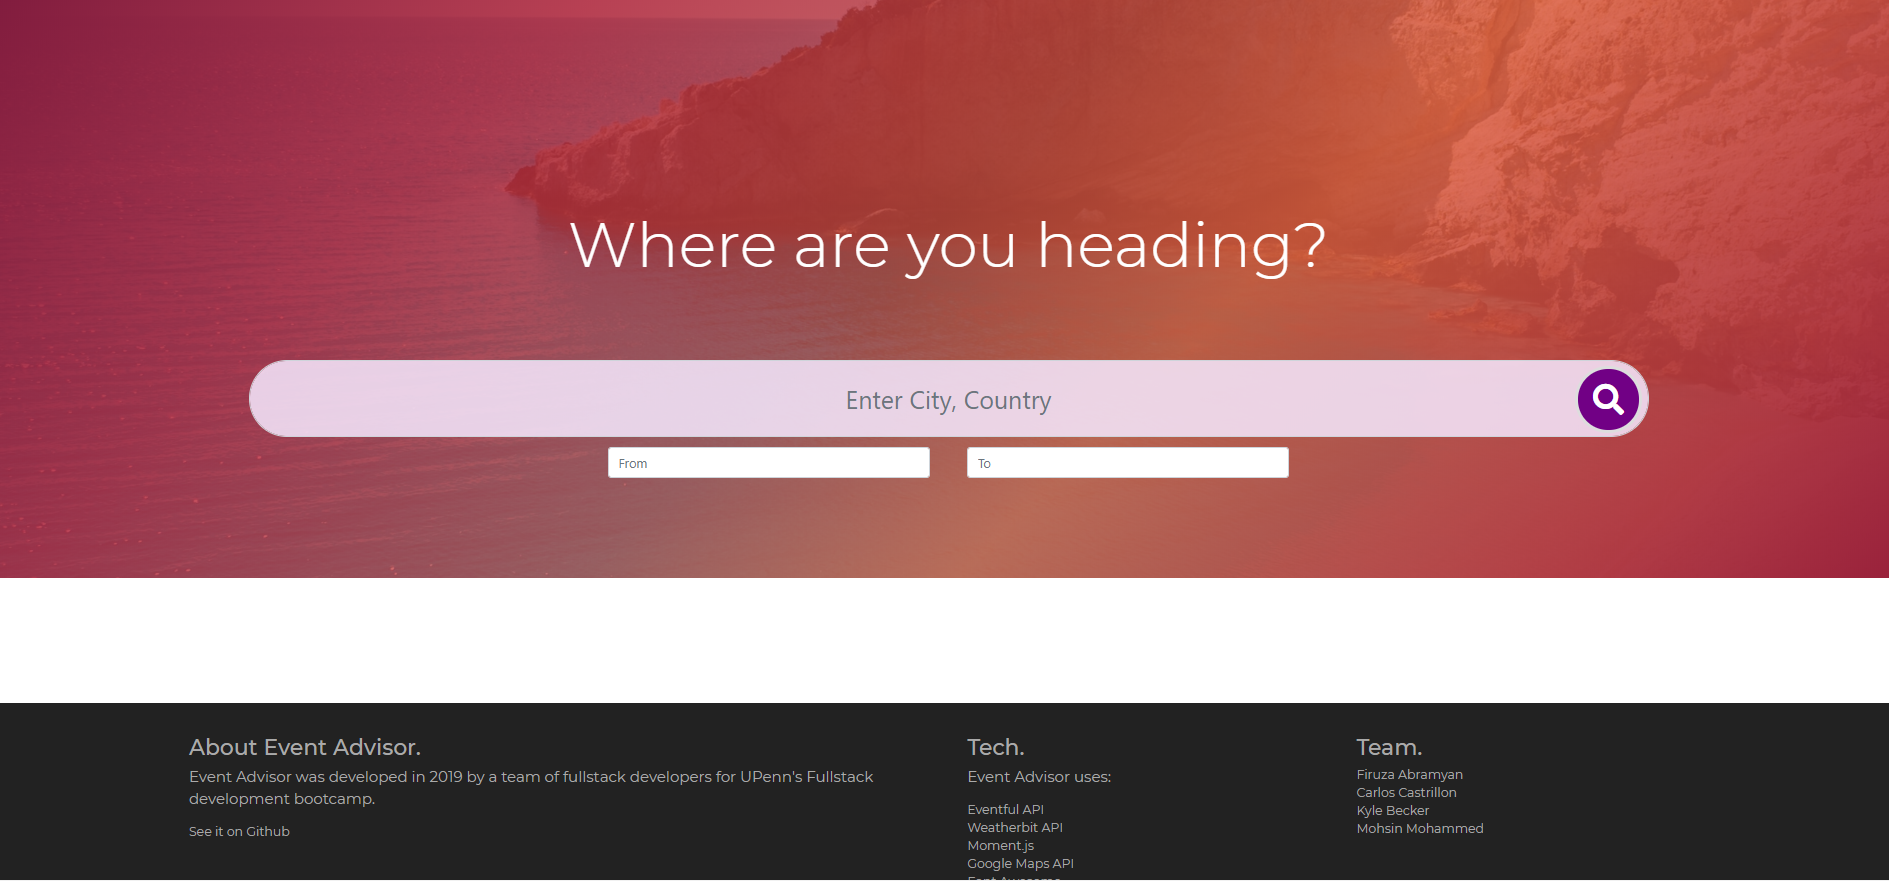 Where are you heading?
Enter City, Country
From
To
About Event Advisor.
Event Advisor was developed in 2019 by a team of fullstack developers for UPenn's Fullstack
development bootcamp.
See it on Github
Tech.
Event Advisor uses:
Eventful API
Weatherbit API
Moment.js
Google Maps API
Team.
Firuza Abramyan
Carlos Castrillon
Kyle Becker
Mohsin Mohammed